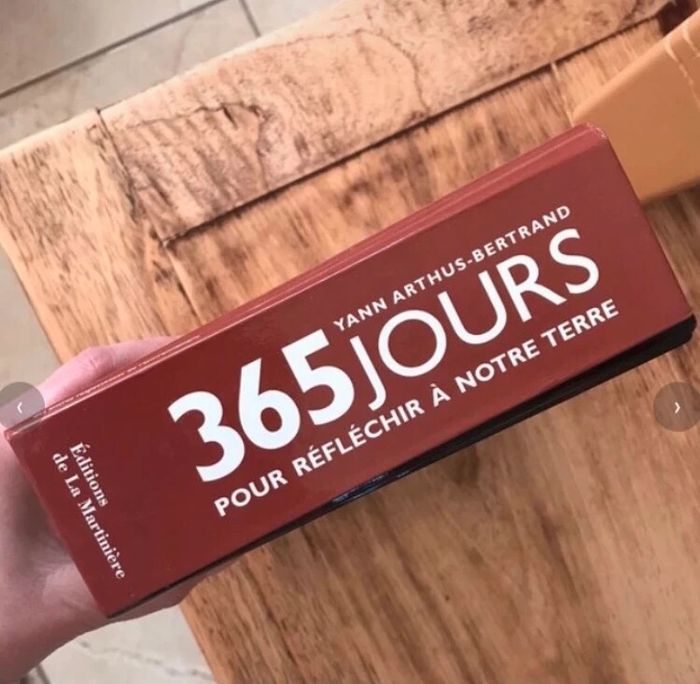 YANN ARTHUS-BERTRAND
365JOURS
POUR RÉFLÉCHIR À NOTRE TERRE
Éditions
de La Martinière